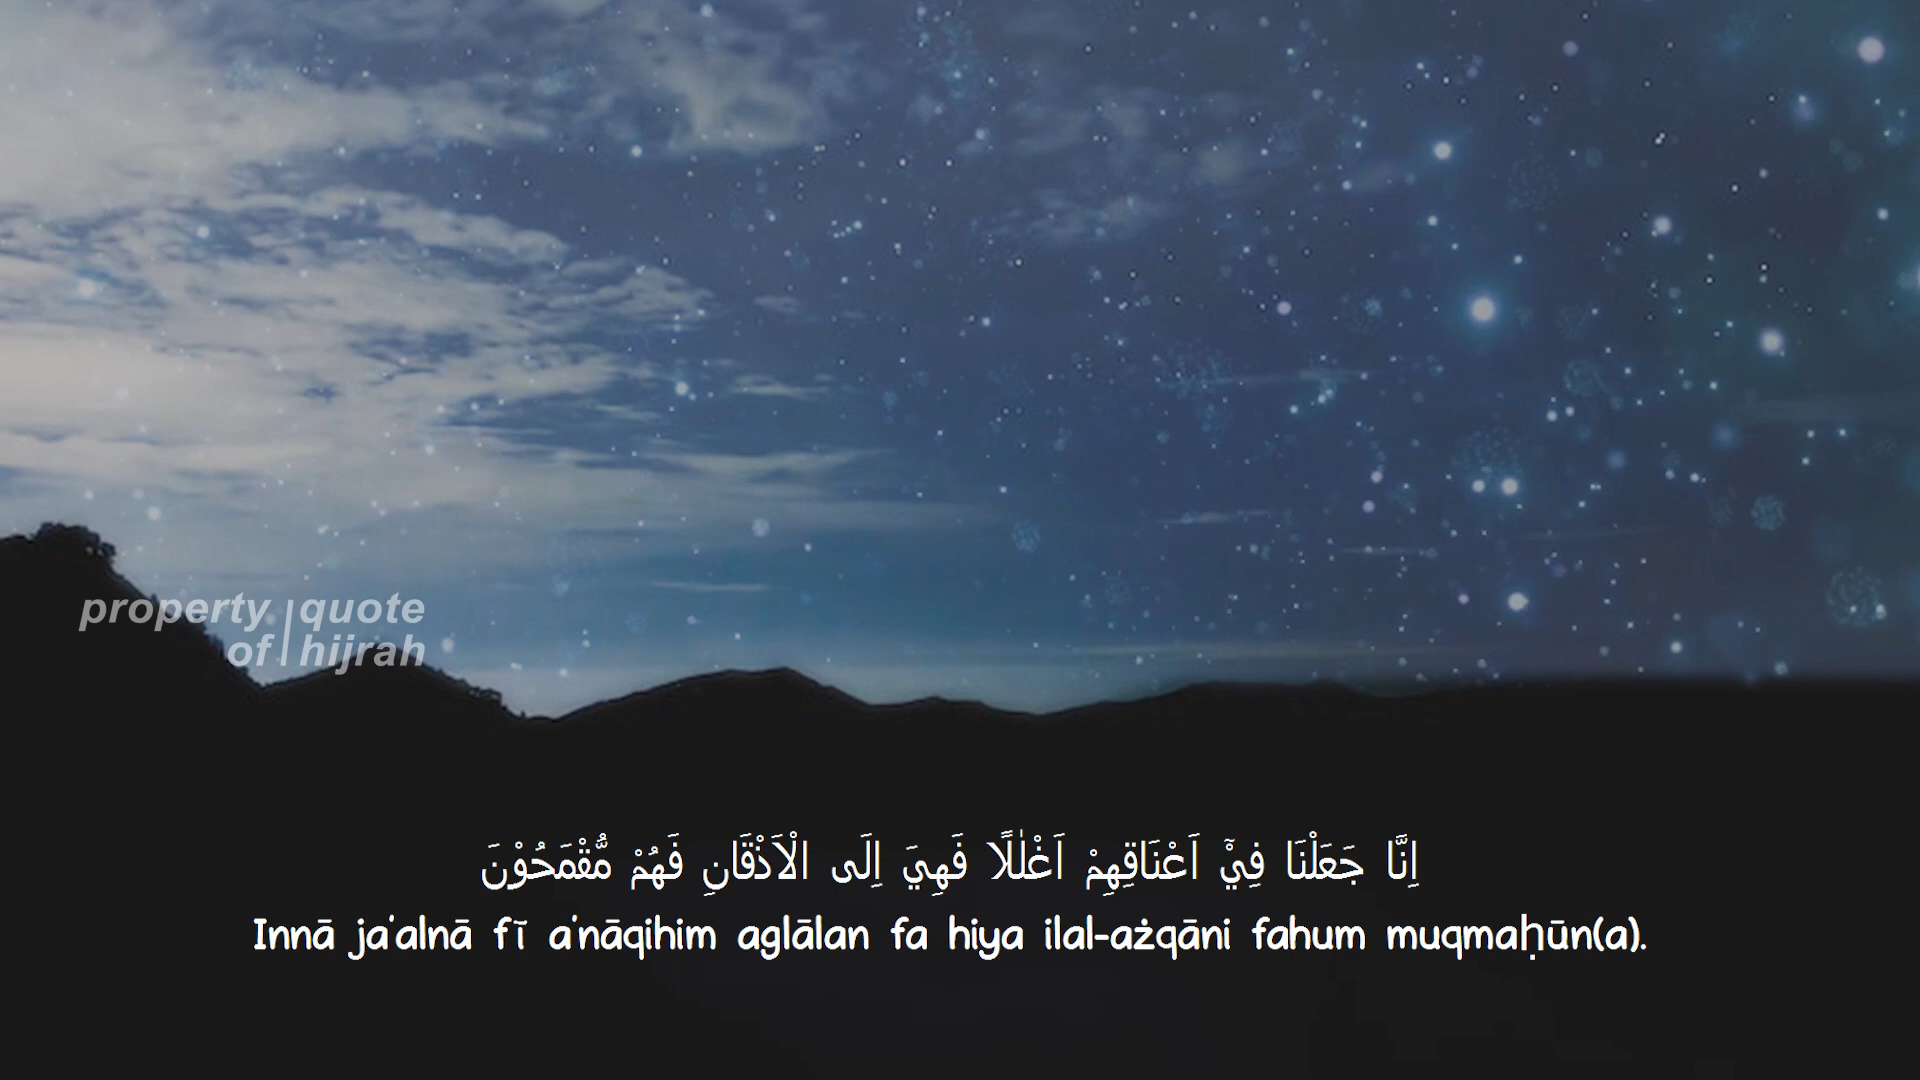 property | quote
of | hijrah
اِنَّا جَعَلْنَا فِيْٓ اَعْنَاقِهِمْ اَغْلٰلًا فَهِيَ اِلَى الْاَذْقَانِ فَهُمْ مُّقْمَحُوْنَ
Innā ja‘alnā fī a‘nāqihim aglālan fa hiya ilal-ażqāni fahum muqmaḥūn(a).